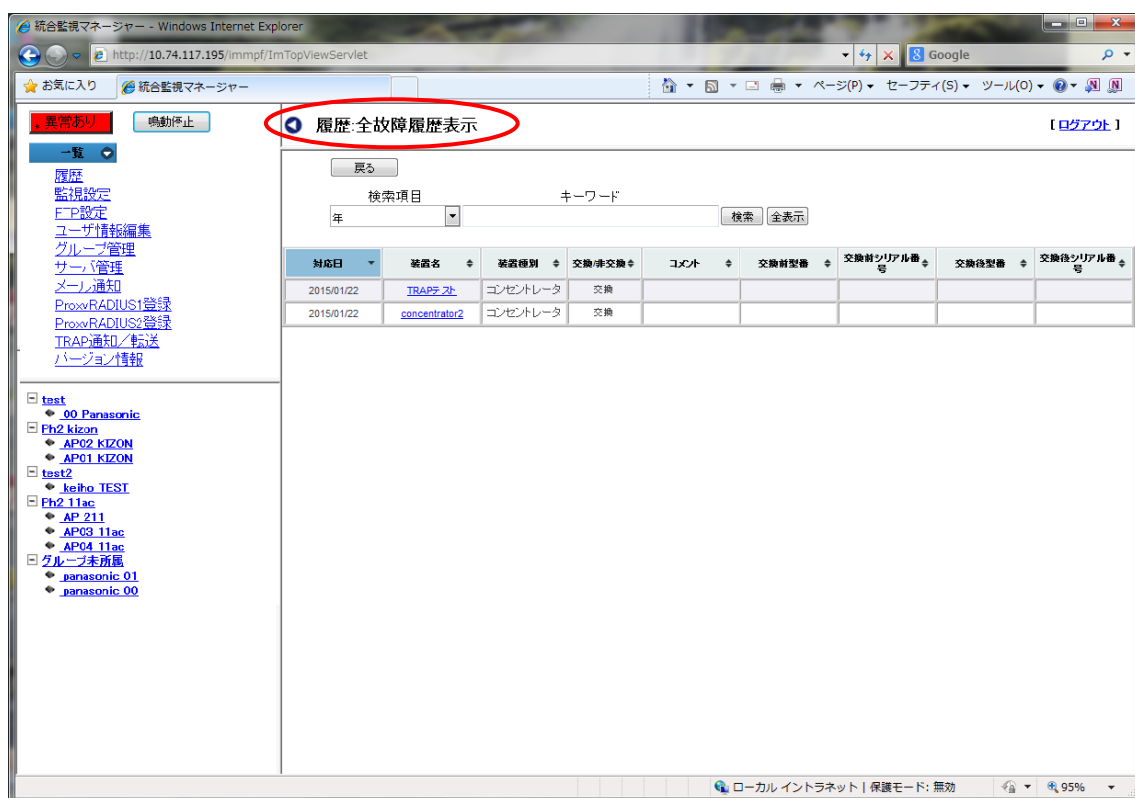 統合監視マネージャー - Windows Internet Explorer
http://10.74.117.195/immpf/ImTopViewServlet
Google
お気に入り
統合監視マネージャー
ページ(P)
セーフティ(S)
ツール(O)
異常あり
鳴動停止
履歴:全故障履歴表示
[ ログアウト ]
一覧
履歴
監視設定
FTP設定
ユーザ情報編集
グループ管理
サーバ管理
メール通知
ProxyRADIUS1登録
ProxyRADIUS2登録
TRAP通知/転送
バージョン情報
test
00 Panasonic
Ph2 kizon
AP02 KIZON
AP01 KIZON
test2
keiho TEST
Ph2 11ac
AP 211
AP03 11ac
AP04 11ac
グループ未所属
panasonic 01
panasonic 00
戻る
検索項目 キーワード
年 検索 全表示
対応日 装置名 装置種別 交換/非交換 コメント 交換前型番 交換前シリアル番号 交換後型番 交換後シリアル番号
2015/01/22 TRAPテスト コンセントレータ 交換
2015/01/22 concentrator2 コンセントレータ 交換
ローカル イントラネット | 保護モード: 無効
95%